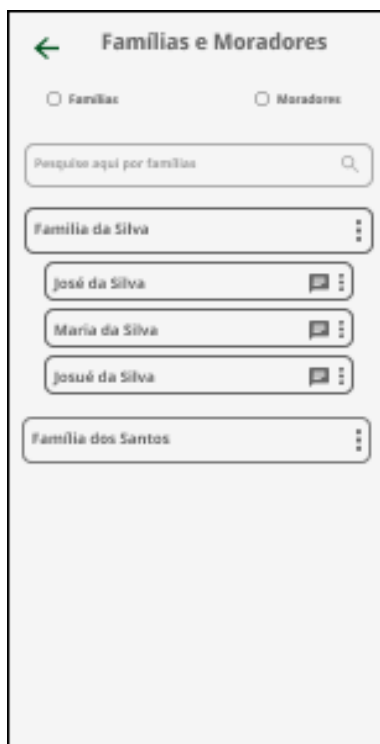 Famílias e Moradores
Famílias Moradores
Pesquise aqui por famílias
Família da Silva
José da Silva
Maria da Silva
Josué da Silva
Família dos Santos